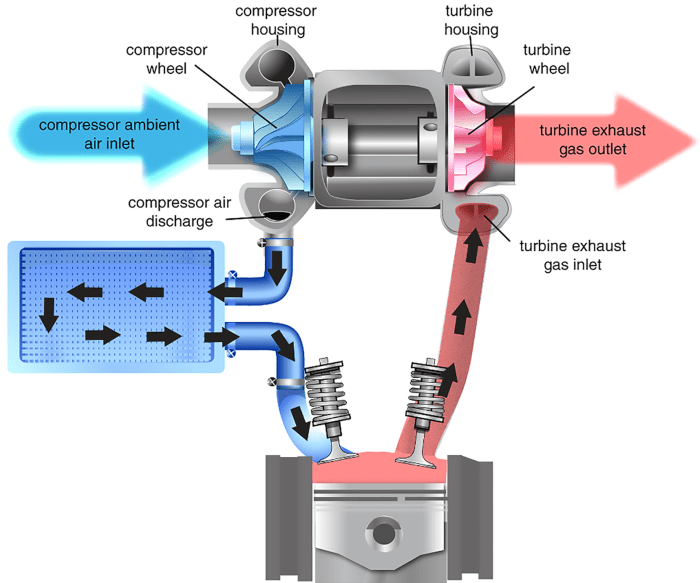 compressor
housing
turbine
housing
compressor
wheel
turbine
wheel
compressor ambient
air inlet
turbine exhaust
gas outlet
compressor air
discharge
turbine exhaust
gas inlet